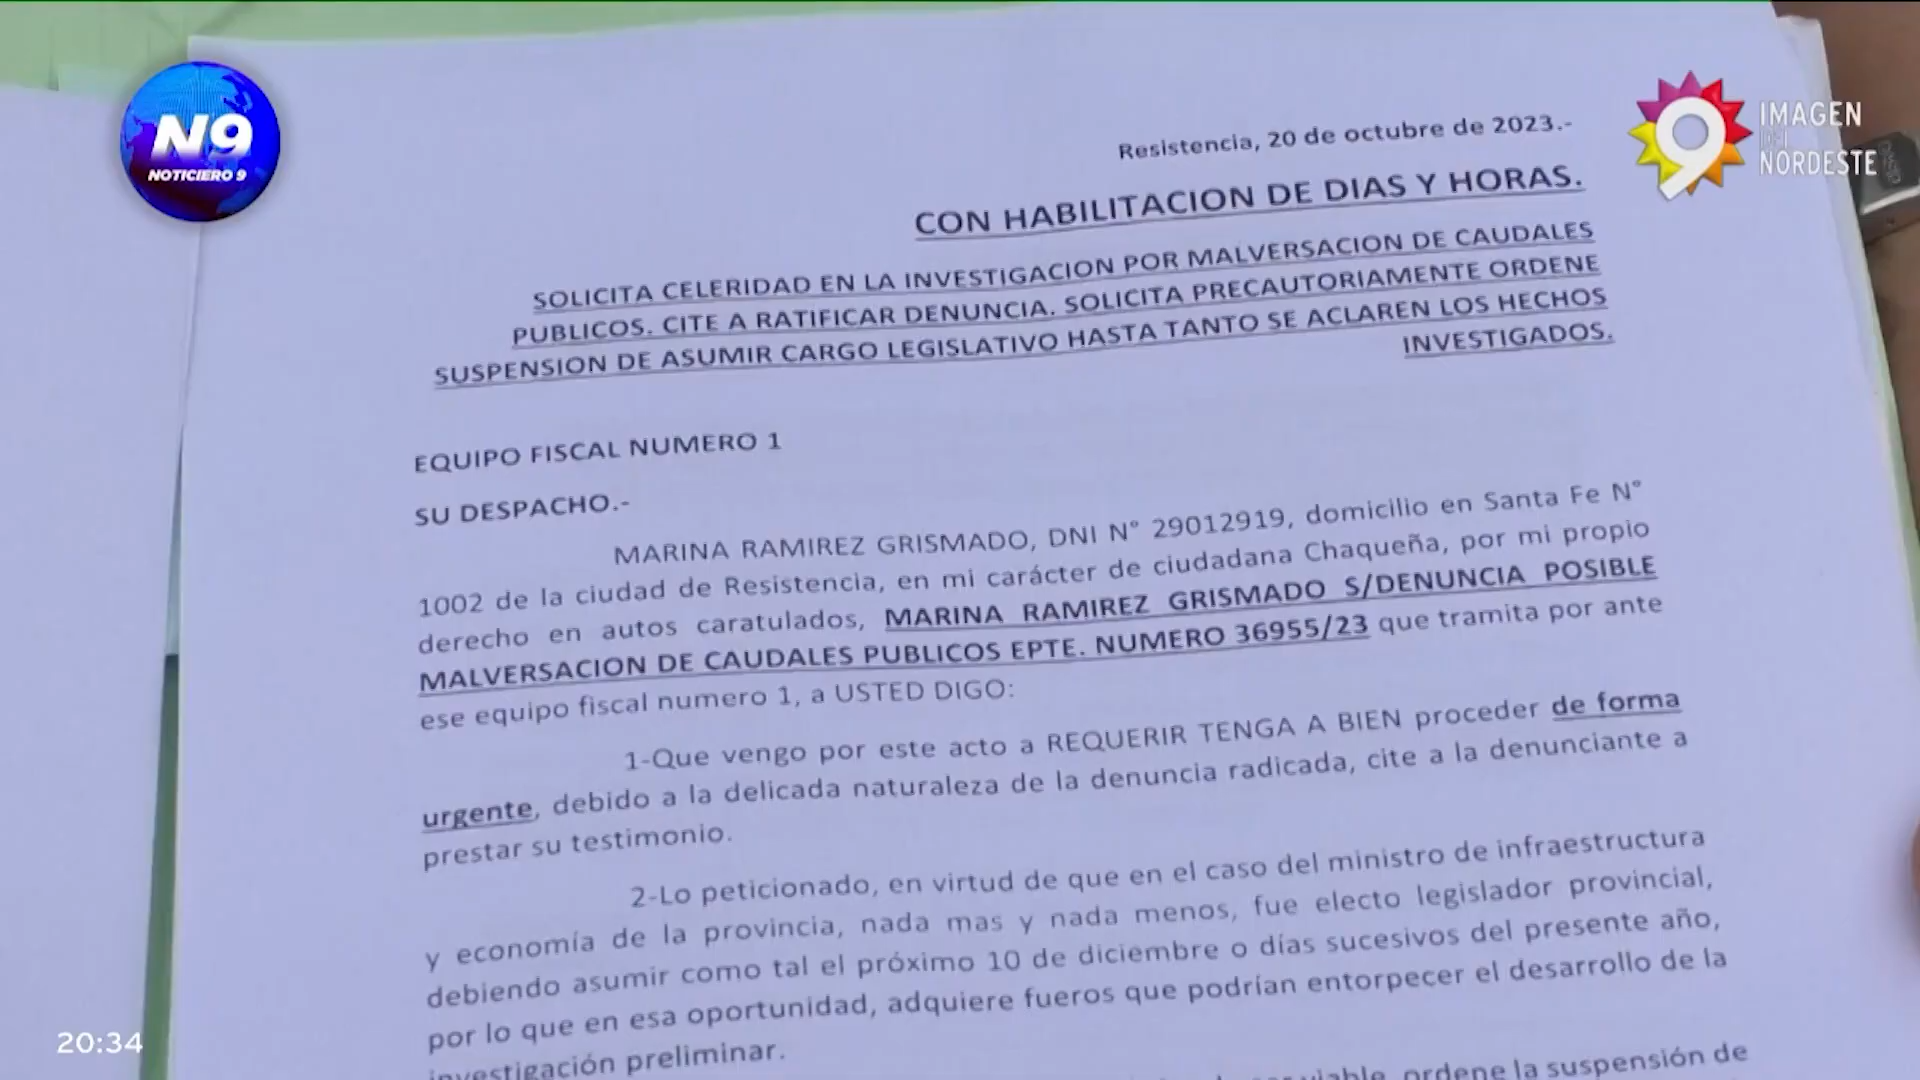 N9
NOTICIERO 9
9
IMAGEN
DEL
NORDESTE
Resistencia, 20 de octubre de 2023.-
CON HABILITACION DE DIAS Y HORAS.
SOLICITA CELERIDAD EN LA INVESTIGACION POR MALVERSACION DE CAUDALES
PUBLICOS. CITE A RATIFICAR DENUNCIA. SOLICITA PRECAUTORIAMENTE ORDENE
SUSPENSION DE ASUMIR CARGO LEGISLATIVO HASTA TANTO SE ACLAREN LOS HECHOS
INVESTIGADOS.
EQUIPO FISCAL NUMERO 1
SU DESPACHO.-
MARINA RAMIREZ GRISMADO, DNI N° 29012919, domicilio en Santa Fe N°
1002 de la ciudad de Resistencia, en mi carácter de ciudadana Chaqueña, por mi propio
derecho en autos caratulados, MARINA RAMIREZ GRISMADO S/DENUNCIA POSIBLE
MALVERSACION DE CAUDALES PUBLICOS EPTE. NUMERO 36955/23 que tramita por ante
ese equipo fiscal numero 1, a USTED DIGO:
1-Que vengo por este acto a REQUERIR TENGA A BIEN proceder de forma
urgente, debido a la delicada naturaleza de la denuncia radicada, cite a la denunciante a
prestar su testimonio.
2-Lo peticionado, en virtud de que en el caso del ministro de infraestructura
y economía de la provincia, nada mas y nada menos, fue electo legislador provincial,
debiendo asumir como tal el próximo 10 de diciembre o días sucesivos del presente año,
por lo que en esa oportunidad, adquiere fueros que podrían entorpecer el desarrollo de la
investigación preliminar.
ordene la suspensión de
20:34